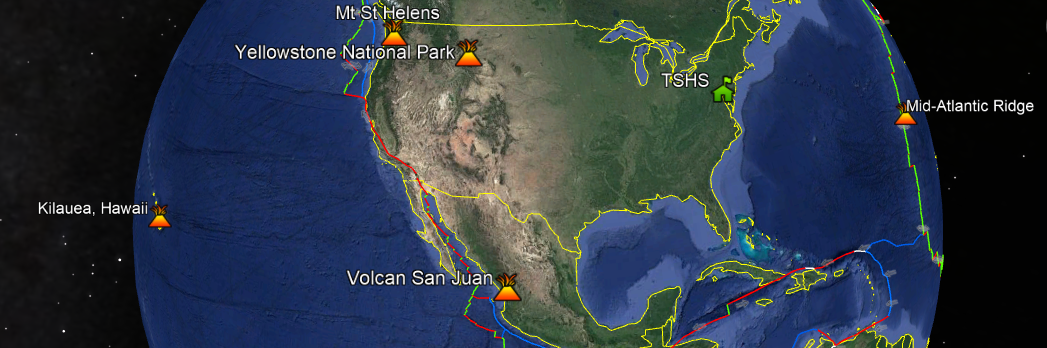 Mt St Helens
Yellowstone National Park
TSHS
Mid-Atlantic Ridge
Kilauea, Hawaii
Volcan San Juan